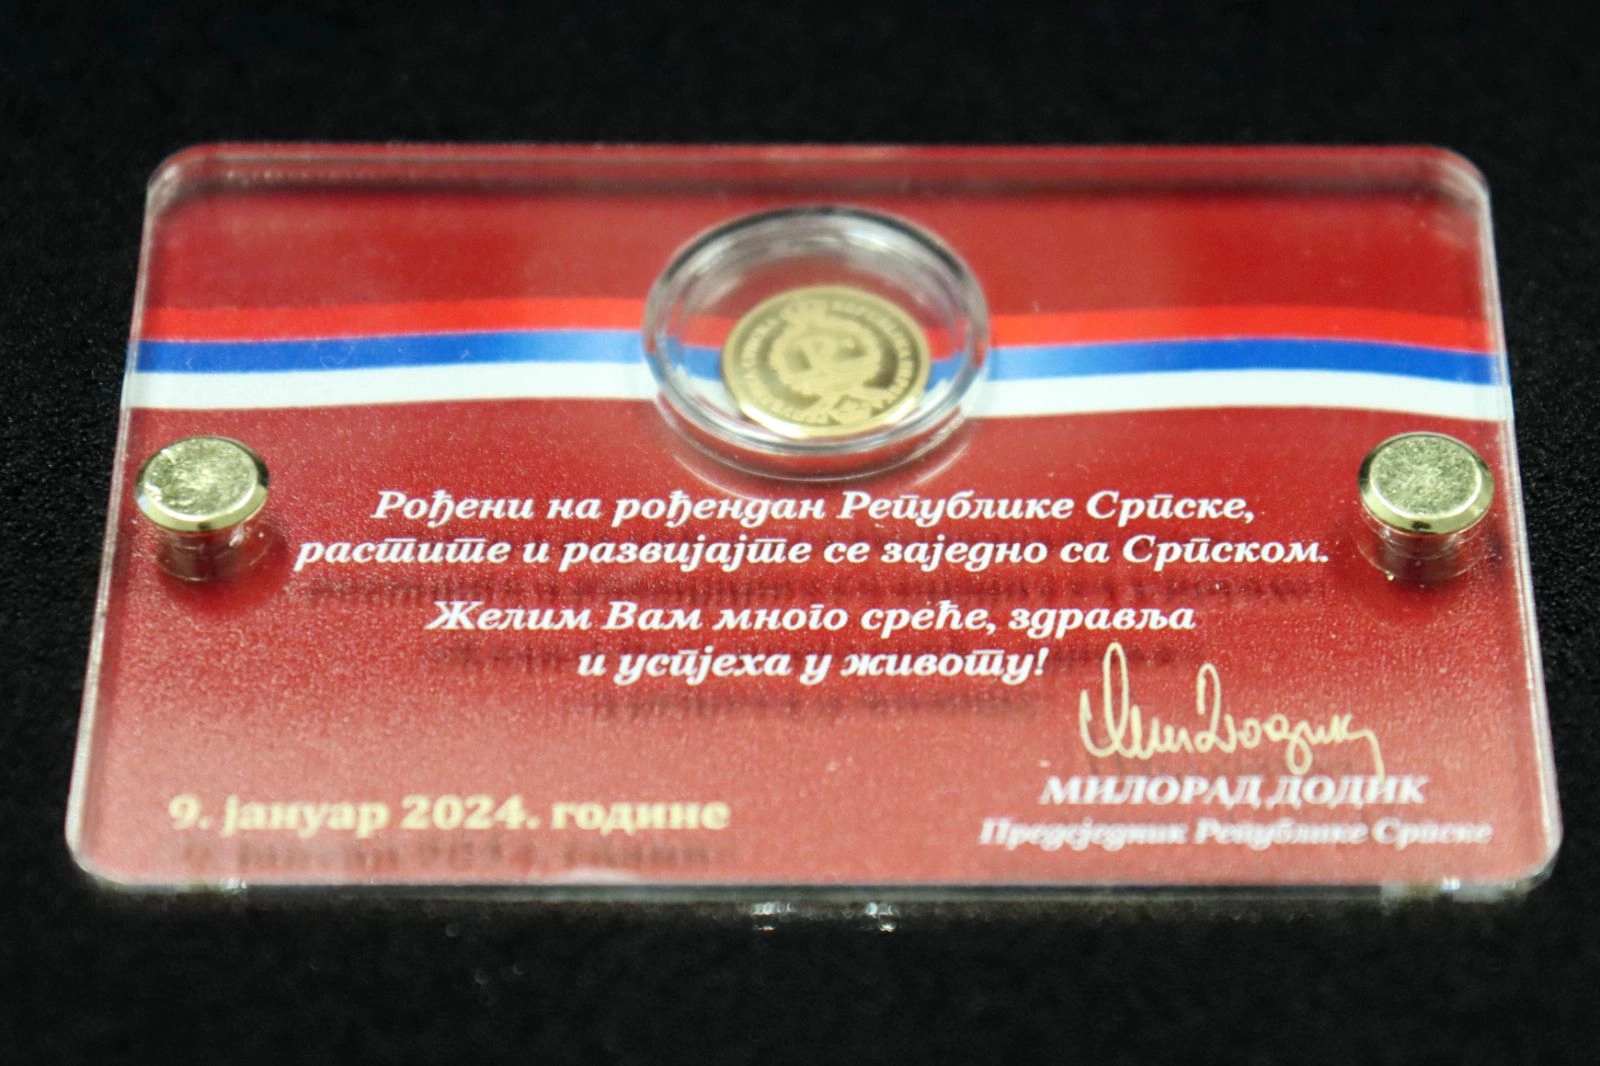 Рођени на рођендан Републике Српске,
растите и развијајте се заједно са Српском.
Желим Вам много среће, здравља
и успјеха у животу!
9. јануар 2024. године
МИЛОРАД ДОДИК
Предсједник Републике Српске